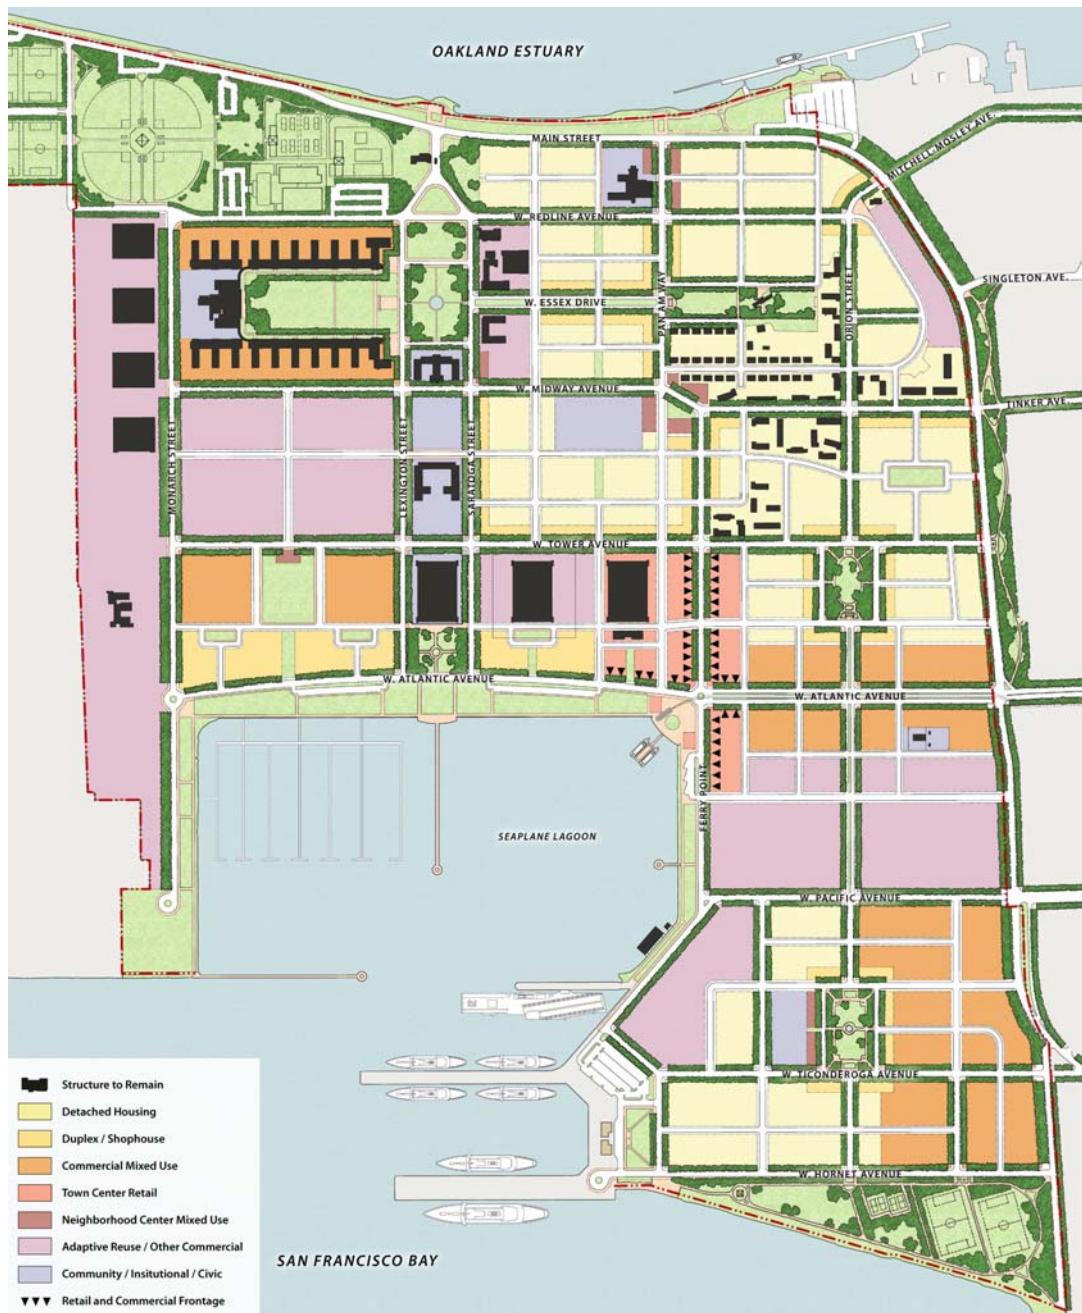 OAKLAND ESTUARY
MAIN STREET
MITCHELL-MOSLEY AVE.
W. REDLINE AVENUE
SINGLETON AVE.
W. ESSEX DRIVE
PAN AM WAY
ORION STREET
W. MIDWAY AVENUE
TINKER AVE.
MONARCH STREET
LEXINGTON STREET
SARATOGA STREET
W. TOWER AVENUE
W. ATLANTIC AVENUE
W. ATLANTIC AVENUE
FERRY POINT
SEAPLANE LAGOON
W. PACIFIC AVENUE
W. TICONDEROGA AVENUE
W. HORNET AVENUE
SAN FRANCISCO BAY
Structure to Remain
Detached Housing
Duplex / Shophouse
Commercial Mixed Use
Town Center Retail
Neighborhood Center Mixed Use
Adaptive Reuse / Other Commercial
Community / Insitutional / Civic
Retail and Commercial Frontage